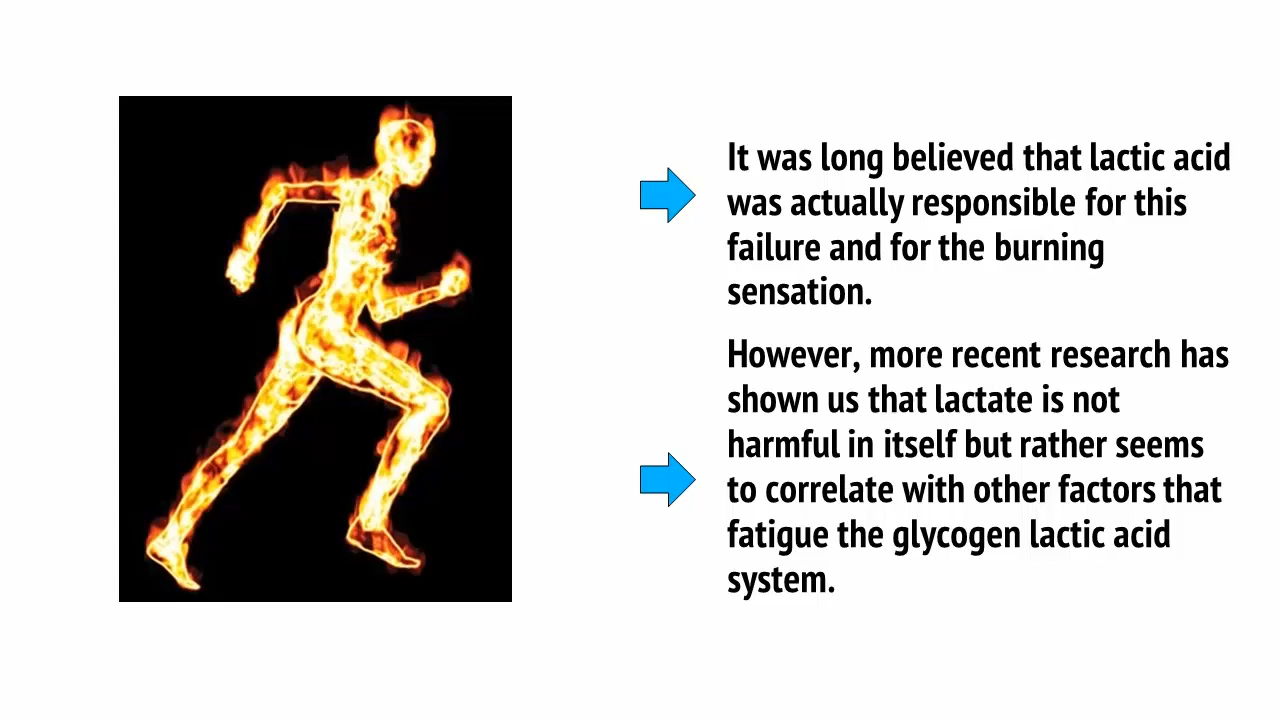 It was long believed that lactic acid
was actually responsible for this
failure and for the burning
sensation.
However, more recent research has
shown us that lactate is not
harmful in itself but rather seems
to correlate with other factors that
fatigue the glycogen lactic acid
system.